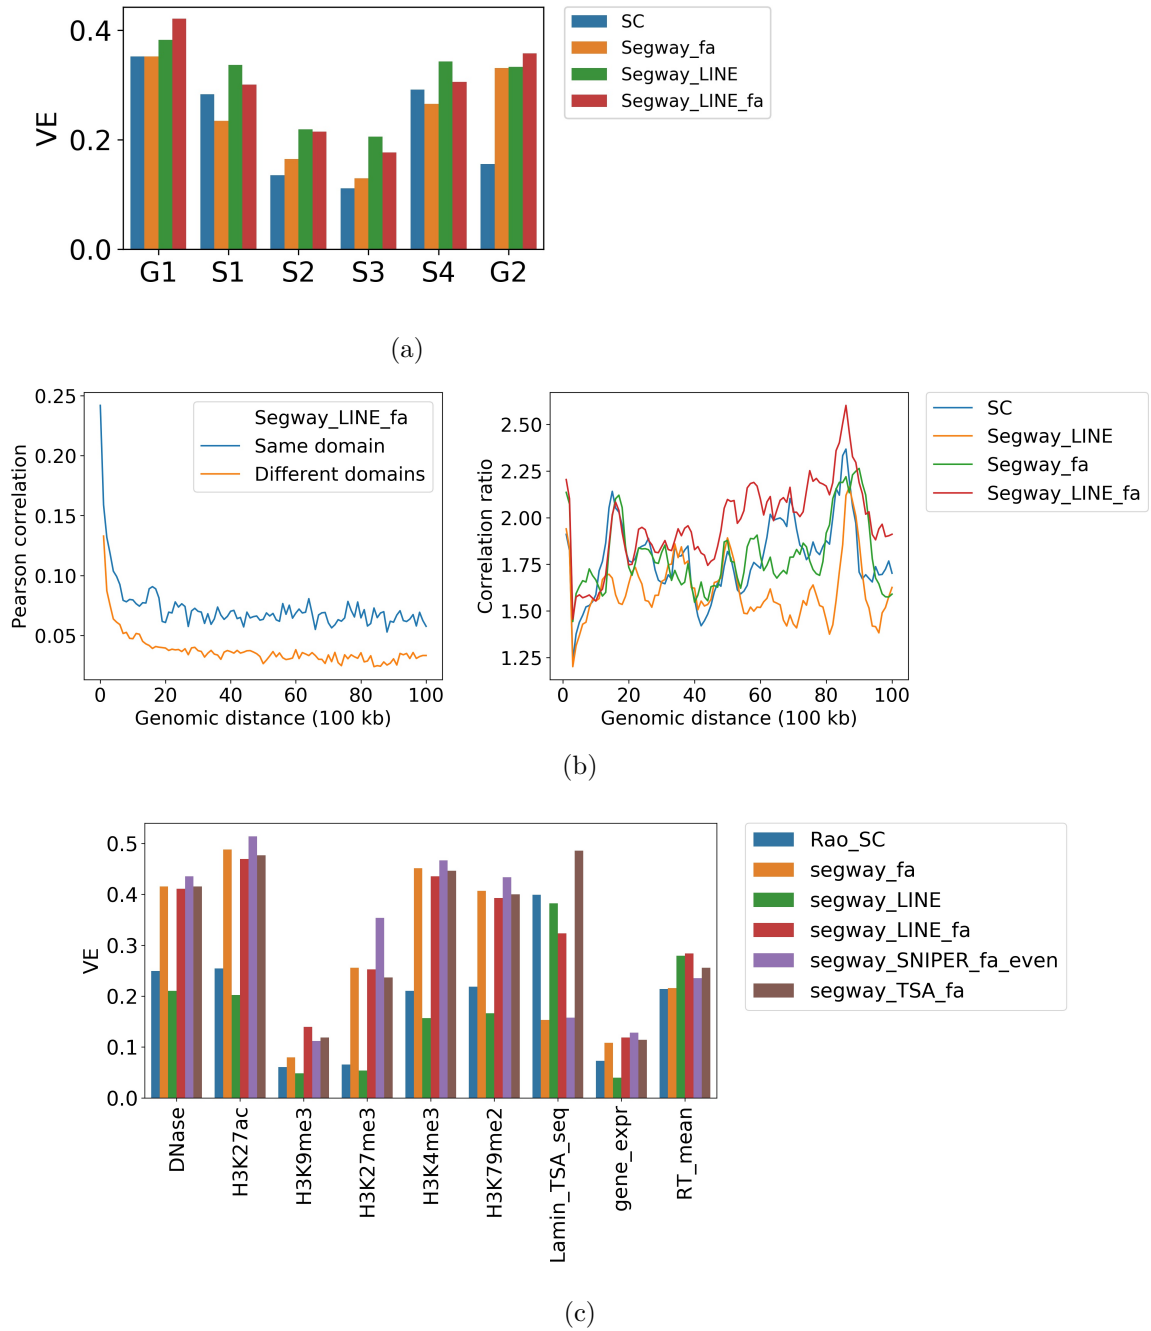 0.4
0.2
0.0
VE
G1 S1 S2 S3 S4 G2
SC
Segway_fa
Segway_LINE
Segway_LINE_fa
(a)
0.25
0.20
0.15
0.10
0.05
Pearson correlation
Segway_LINE_fa
Same domain
Different domains
0 20 40 60 80 100
Genomic distance (100 kb)
2.50
2.25
2.00
1.75
1.50
1.25
Correlation ratio
0 20 40 60 80 100
Genomic distance (100 kb)
SC
Segway_LINE
Segway_fa
Segway_LINE_fa
(b)
0.5
0.4
0.3
0.2
0.1
0.0
VE
DNase
H3K27ac
H3K9me3
H3K27me3
H3K4me3
H3K79me2
Lamin_TSA_seq
gene_expr
RT_mean
Rao_SC
segway_fa
segway_LINE
segway_LINE_fa
segway_SNIPER_fa_even
segway_TSA_fa
(c)